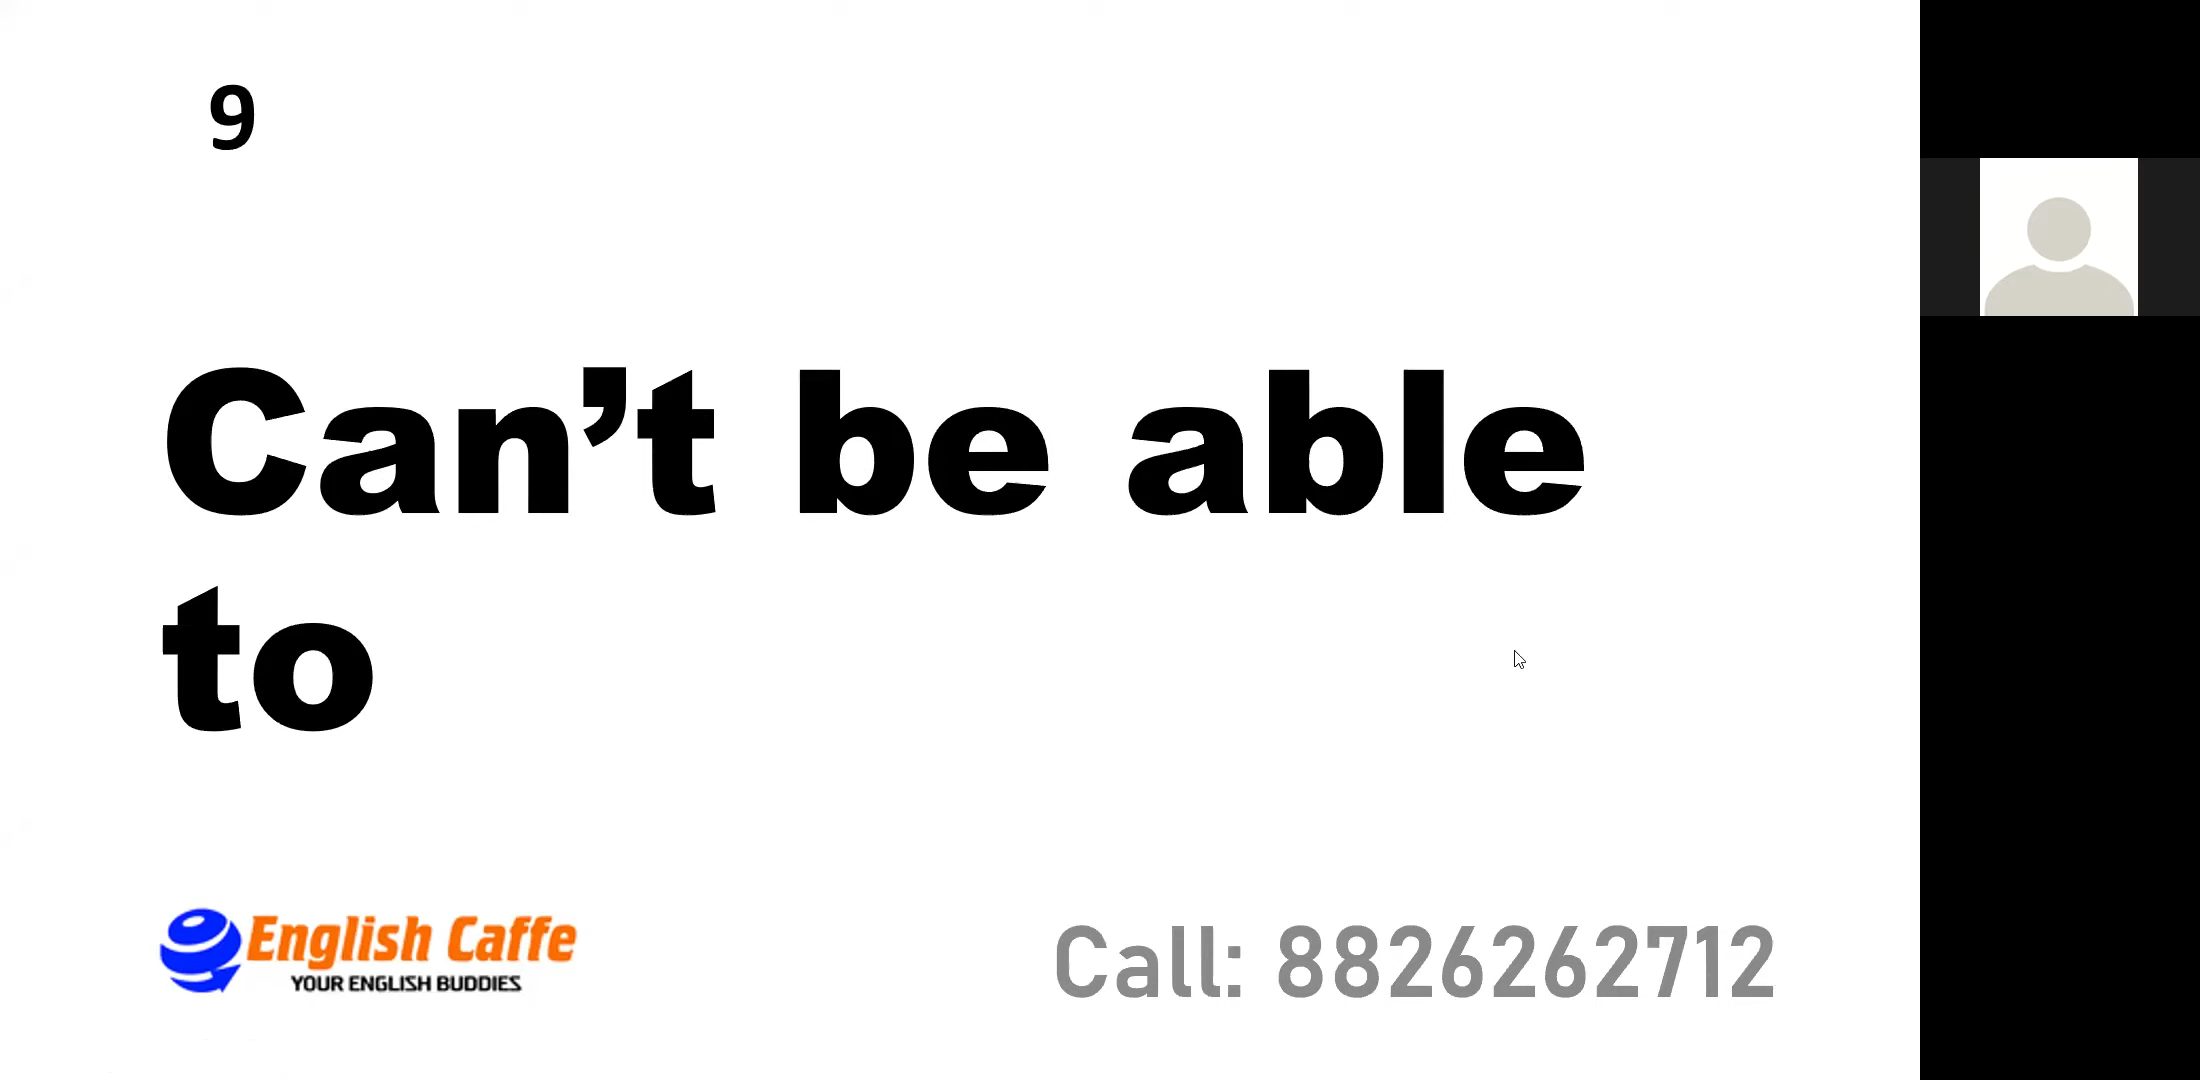 9
Can’t be able
to
English Caffe
YOUR ENGLISH BUDDIES
Call: 8826262712